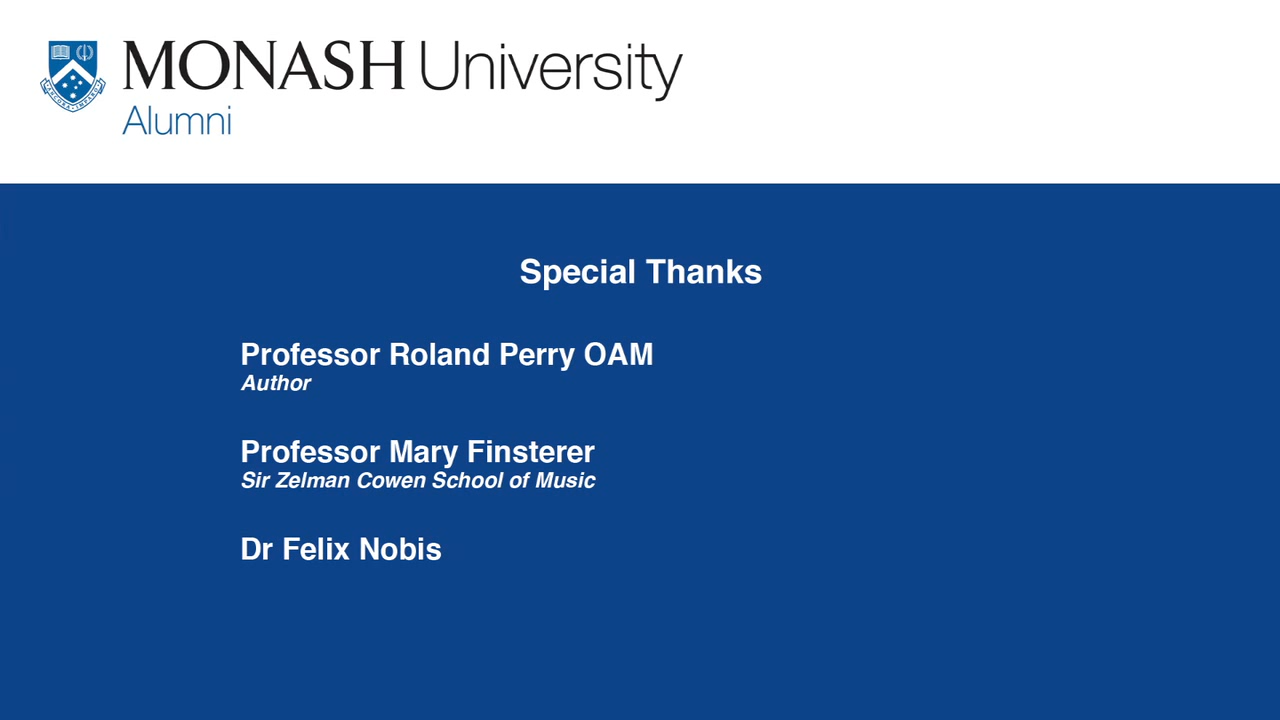 MONASH University
Alumni
Special Thanks
Professor Roland Perry OAM
Author
Professor Mary Finsterer
Sir Zelman Cowen School of Music
Dr Felix Nobis